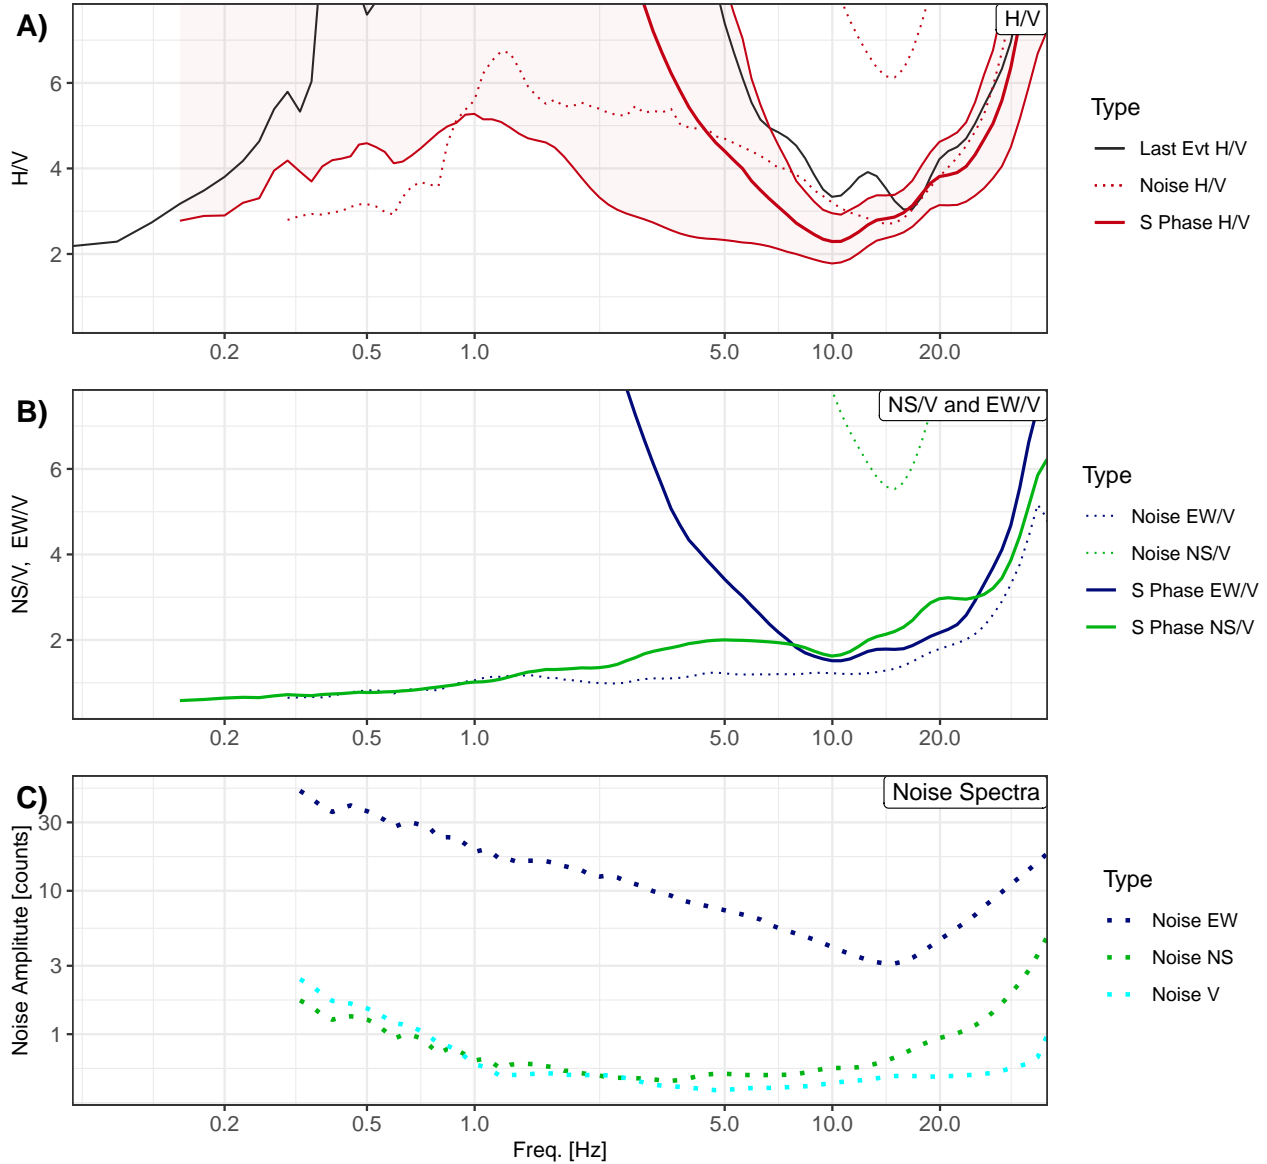 A)
H/V
H/V
6
4
2
0.2 0.5 1.0 5.0 10.0 20.0
Type
Last Evt H/V
Noise H/V
S Phase H/V
B)
NS/V and EW/V
NS/V, EW/V
6
4
2
0.2 0.5 1.0 5.0 10.0 20.0
Type
Noise EW/V
Noise NS/V
S Phase EW/V
S Phase NS/V
C)
Noise Spectra
Noise Amplitute [counts]
30
10
3
1
0.2 0.5 1.0 5.0 10.0 20.0
Freq. [Hz]
Type
Noise EW
Noise NS
Noise V